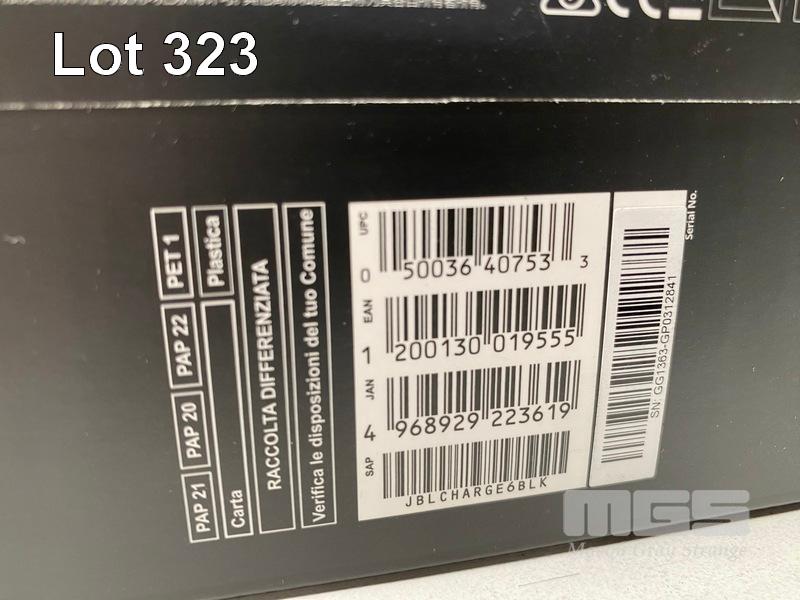 Lot 323
PET 1
PAP 22
PAP 20
PAP 21
Plastica
Carta
RACCOLTA DIFFERENZIATA
Verifica le disposizioni del tuo Comune
UPC
0 50036 40753 3
EAN
1 200130 019555
JAN
4 968929 223619
SAP
JBLCHARGE6BLK
Serial No.
SN: GG1363-GP0312841
MGS